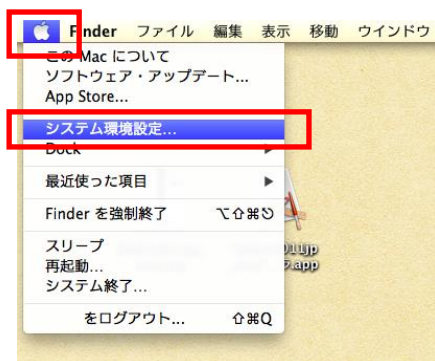 Finder ファイル 編集 表示 移動 ウインドウ
この Mac について
ソフトウェア・アップデート...
App Store...
システム環境設定...
Dock
最近使った項目
Finder を強制終了 ⌥⇧⌘⎋
スリープ
再起動...
システム終了...
をログアウト... ⇧⌘Q
.app